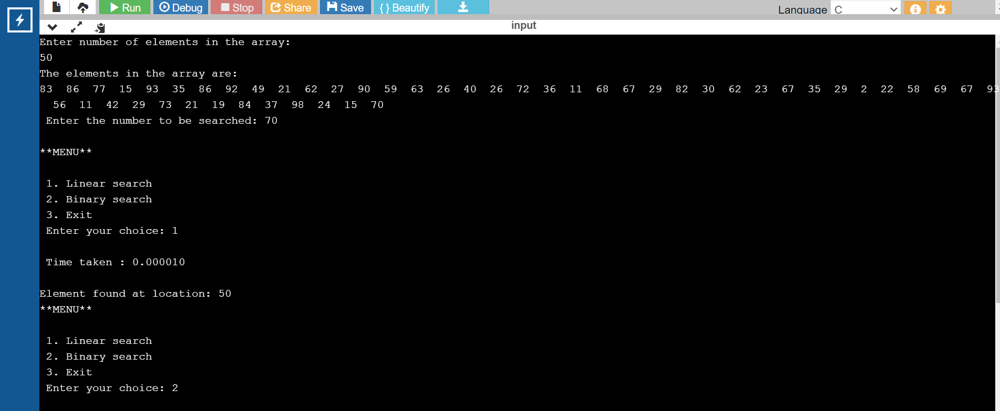 Run Debug Stop Share Save { } Beautify
Language C
input
Enter number of elements in the array:
50
The elements in the array are:
83 86 77 15 93 35 86 92 49 21 62 27 90 59 63 26 40 26 72 36 11 68 67 29 82 30 62 23 67 35 29 2 22 58 69 67 93
56 11 42 29 73 21 19 84 37 98 24 15 70
Enter the number to be searched: 70
**MENU**
1. Linear search
2. Binary search
3. Exit
Enter your choice: 1
Time taken : 0.000010
Element found at location: 50
**MENU**
1. Linear search
2. Binary search
3. Exit
Enter your choice: 2